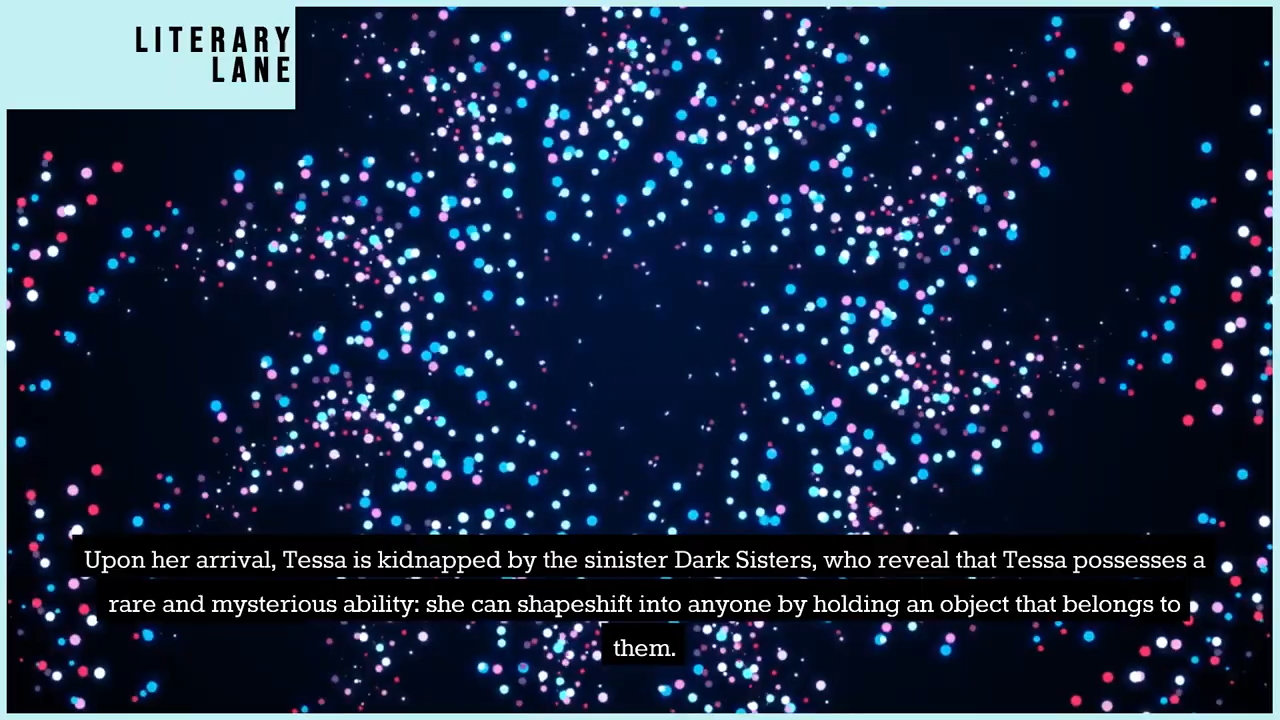 LITERARY
LANE
Upon her arrival, Tessa is kidnapped by the sinister Dark Sisters, who reveal that Tessa possesses a
rare and mysterious ability: she can shapeshift into anyone by holding an object that belongs to
them.